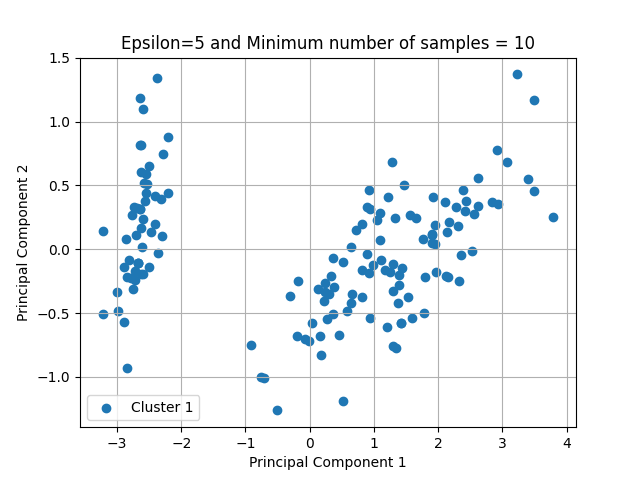 Epsilon=5 and Minimum number of samples = 10
Principal Component 2
1.5
1.0
0.5
0.0
−0.5
−1.0
Cluster 1
−3 −2 −1 0 1 2 3 4
Principal Component 1